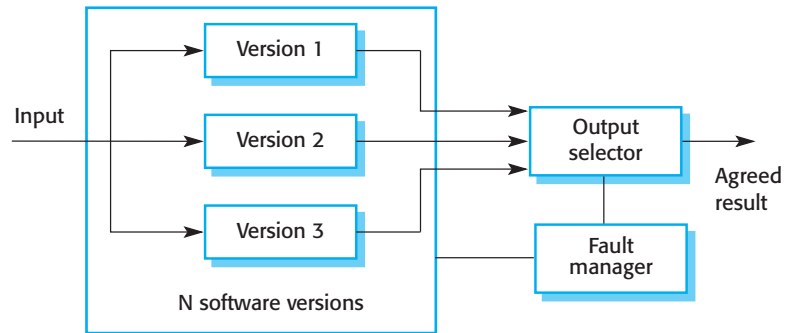 Input
Version 1
Version 2
Version 3
N software versions
Output
selector
Agreed
result
Fault
manager